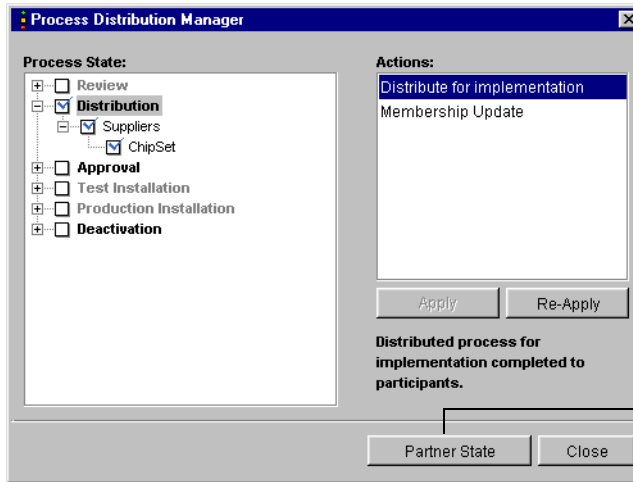 Process Distribution Manager
Process State:
Review
Distribution
Suppliers
ChipSet
Approval
Test Installation
Production Installation
Deactivation
Actions:
Distribute for implementation
Membership Update
Apply
Re-Apply
Distributed process for
implementation completed to
participants.
Partner State
Close